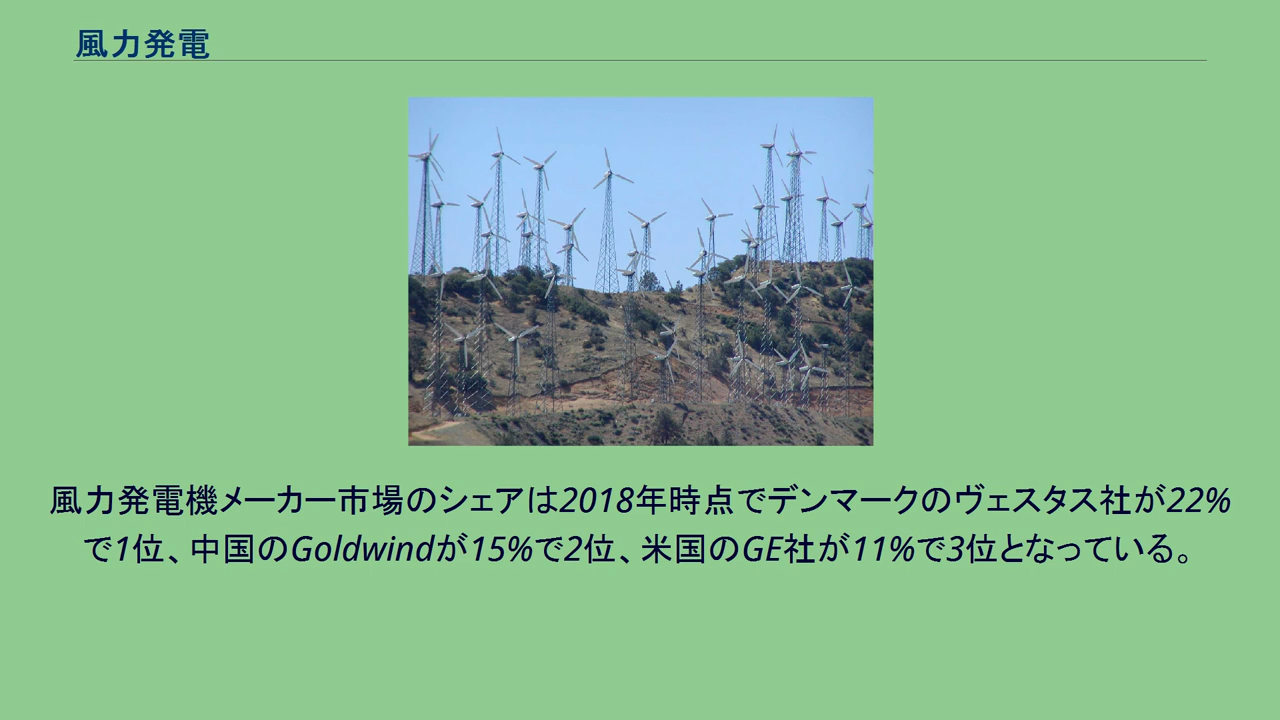 風力発電
風力発電機メーカー市場のシェアは2018年時点でデンマークのヴェスタス社が22%
で1位、中国のGoldwindが15%で2位、米国のGE社が11%で3位となっている。